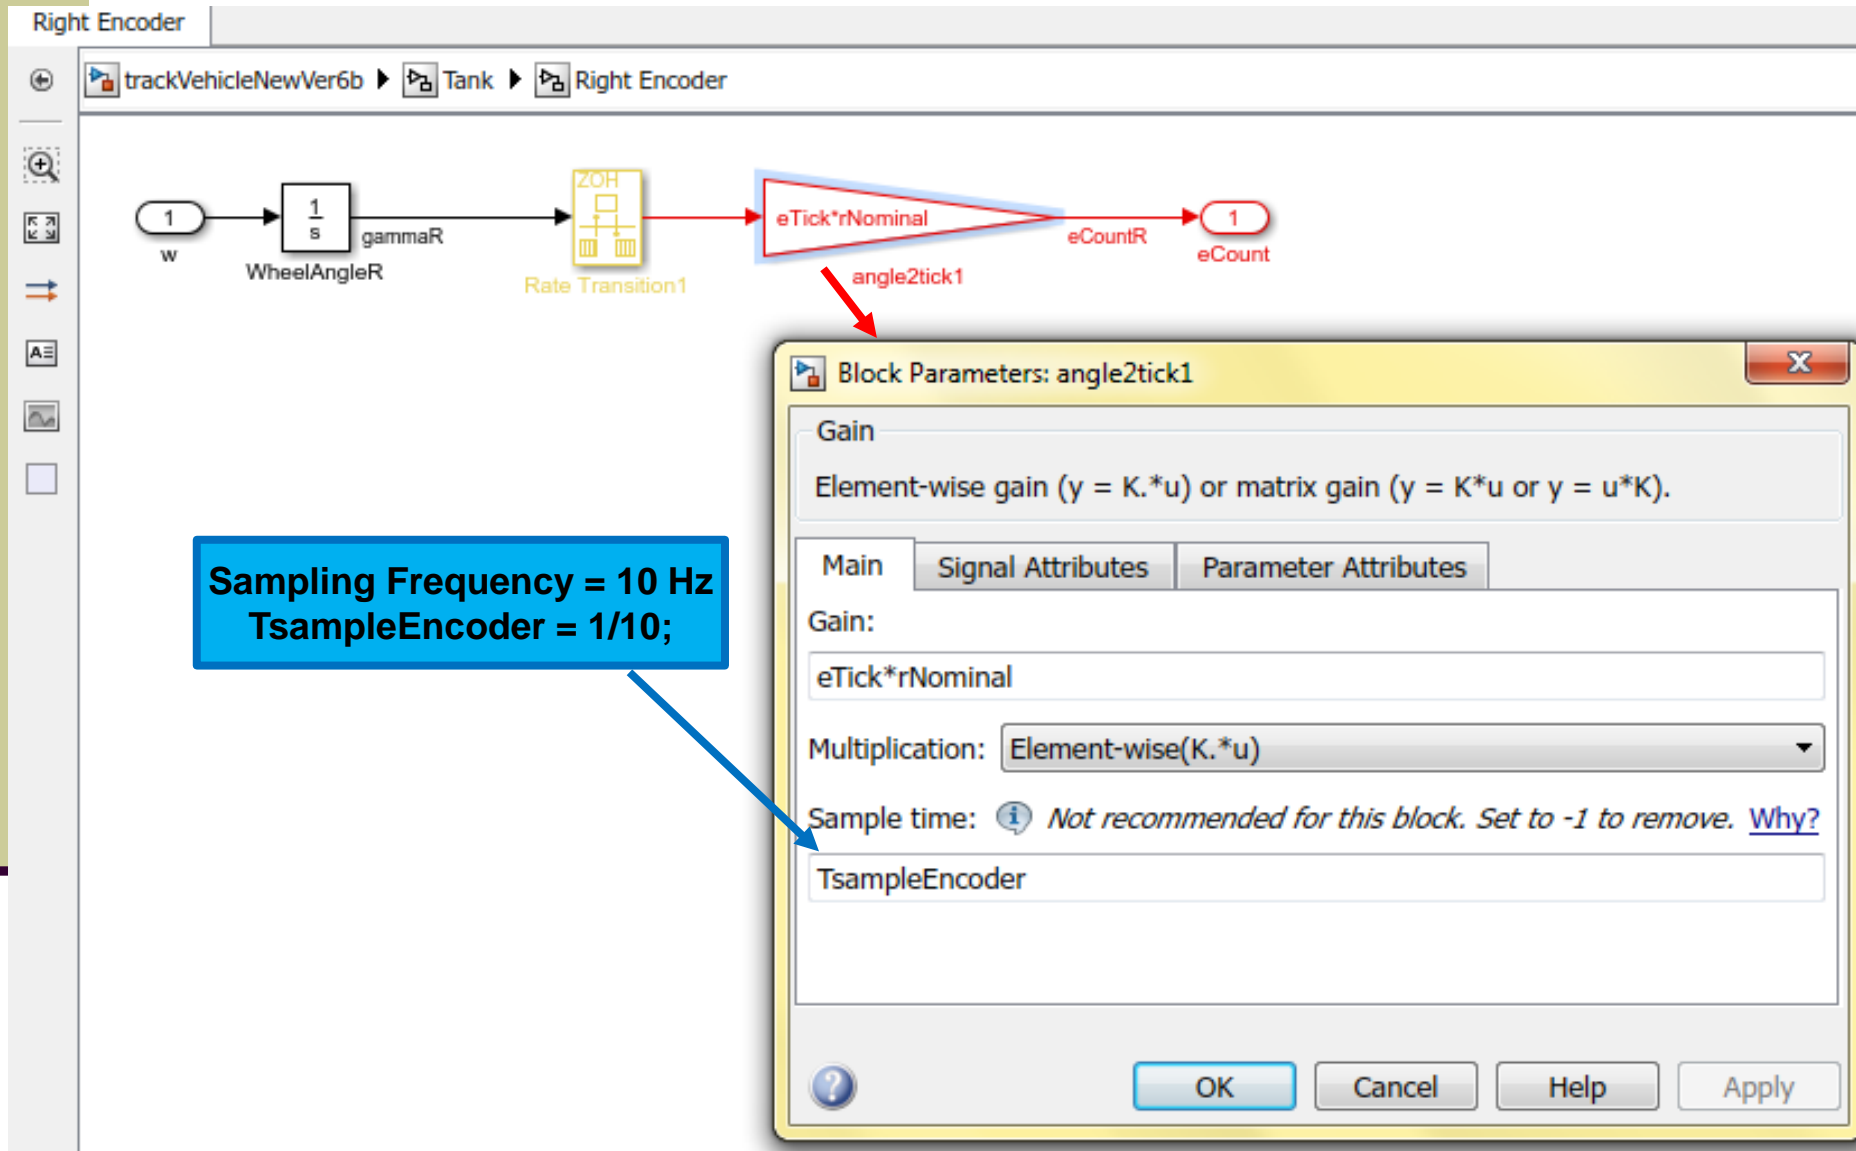 Right Encoder
trackVehicleNewVer6b Tank Right Encoder
1
w
1
s
WheelAngleR
gammaR
ZOH
Rate Transition1
eTick*rNominal
angle2tick1
eCountR
1
eCount
Block Parameters: angle2tick1
X
Gain
Element-wise gain (y = K.*u) or matrix gain (y = K*u or y = u*K).
Main Signal Attributes Parameter Attributes
Gain:
eTick*rNominal
Multiplication: Element-wise(K.*u)
Sample time: Not recommended for this block. Set to -1 to remove. Why?
TsampleEncoder
OK Cancel Help Apply
Sampling Frequency = 10 Hz
TsampleEncoder = 1/10;